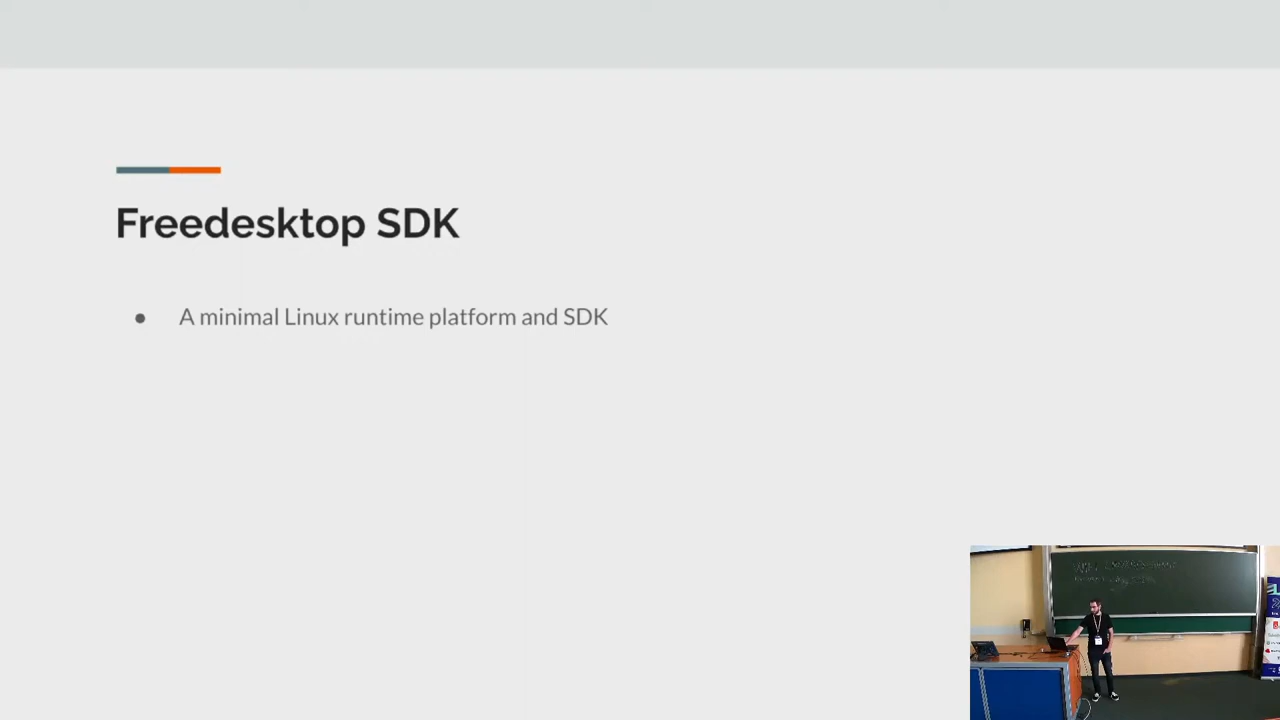 Freedesktop SDK
● A minimal Linux runtime platform and SDK